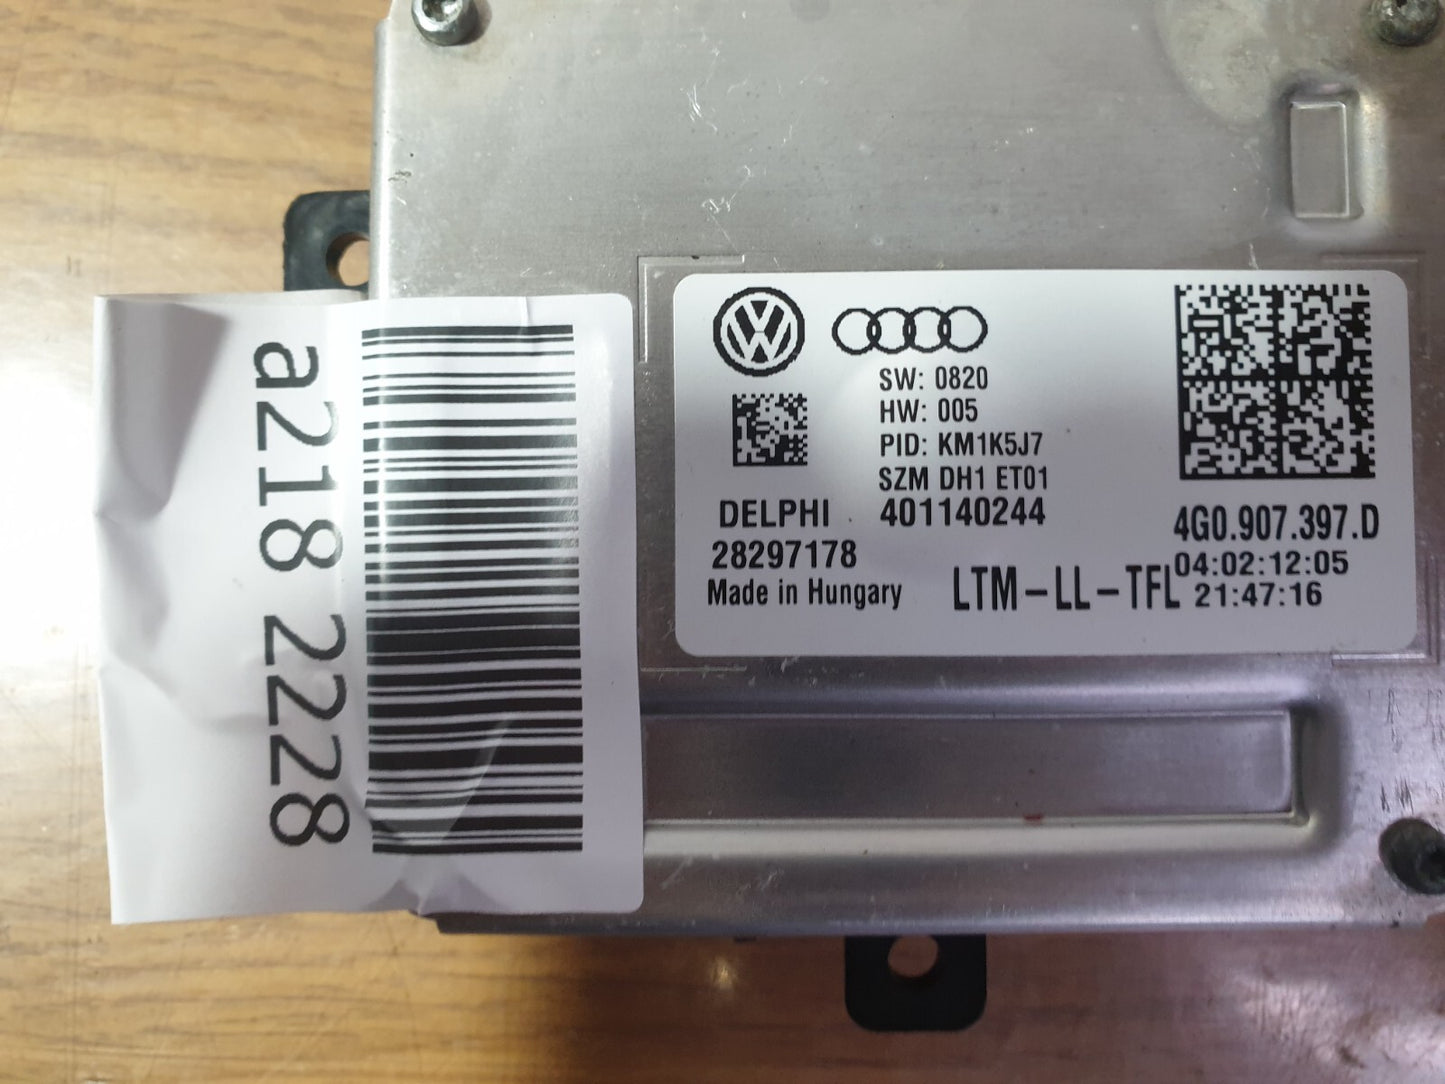 a218 2228
SW: 0820
HW: 005
PID: KM1K5J7
SZM DH1 ET01
DELPHI 401140244
28297178
Made in Hungary
LTM-LL-TFL
4G0.907.397.D
04:02:12:05
21:47:16